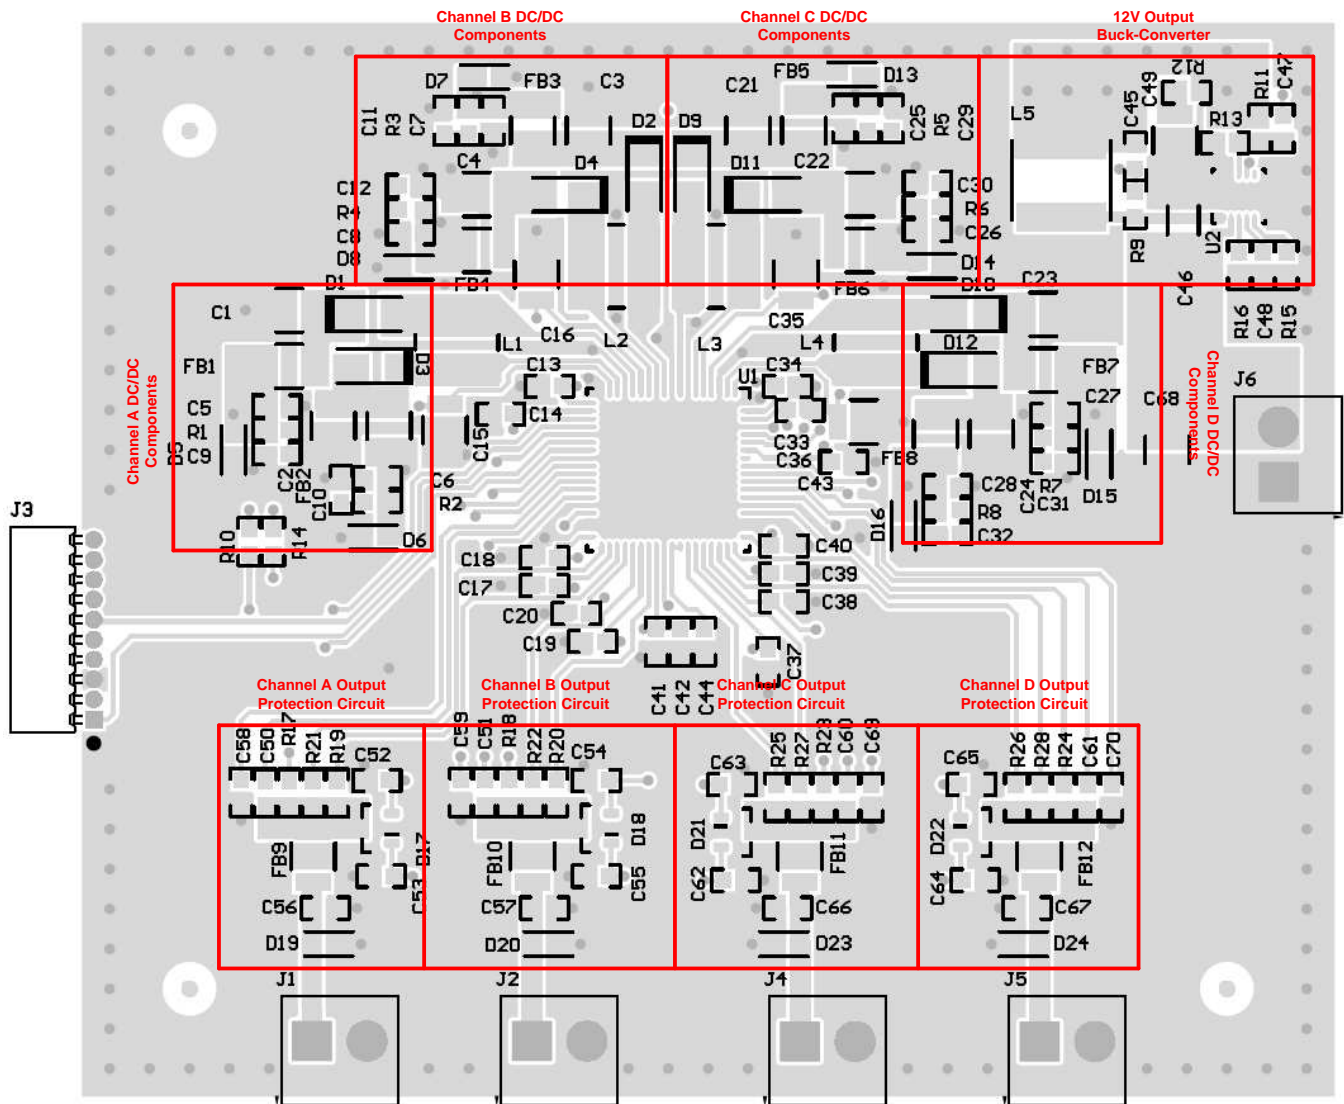 Channel B DC/DC
Components
Channel C DC/DC
Components
12V Output
Buck-Converter
D7
FB3
C3
C21
FB5
D13
C49
R12
R11
C47
C11
R3
C7
D2
D9
C25
R5
C29
L5
C45
R13
C4
D4
D11
C22
C12
R4
C8
D8
C30
R6
C26
D14
R9
U2
FB4
FB6
C46
R16
C48
R15
C1
D1
C16
L1
L2
L3
C35
L4
D10
C23
D12
FB1
D3
C13
C34
U1
FB7
J6
Channel A DC/DC
Components
C5
R1
C9
D5
C14
C15
C33
C36
C43
FB8
C27
C68
Channel D DC/DC
Components
C2
FB2
C10
C6
R2
C28
R8
C32
C24
R7
C31
D15
J3
R10
R14
D6
D16
C18
C17
C20
C19
C40
C39
C38
C37
C41
C42
C44
Channel A Output
Protection Circuit
Channel B Output
Protection Circuit
Channel C Output
Protection Circuit
Channel D Output
Protection Circuit
C58
C50
R17
R21
R19
C52
C59
C51
R18
R22
R20
C54
C63
R25
R27
R23
C60
C69
C65
R26
R28
R24
C61
C70
FB9
D17
C53
FB10
D18
C55
D21
C62
FB11
D22
C64
FB12
C56
C57
C66
C67
D19
D20
D23
D24
J1
J2
J4
J5